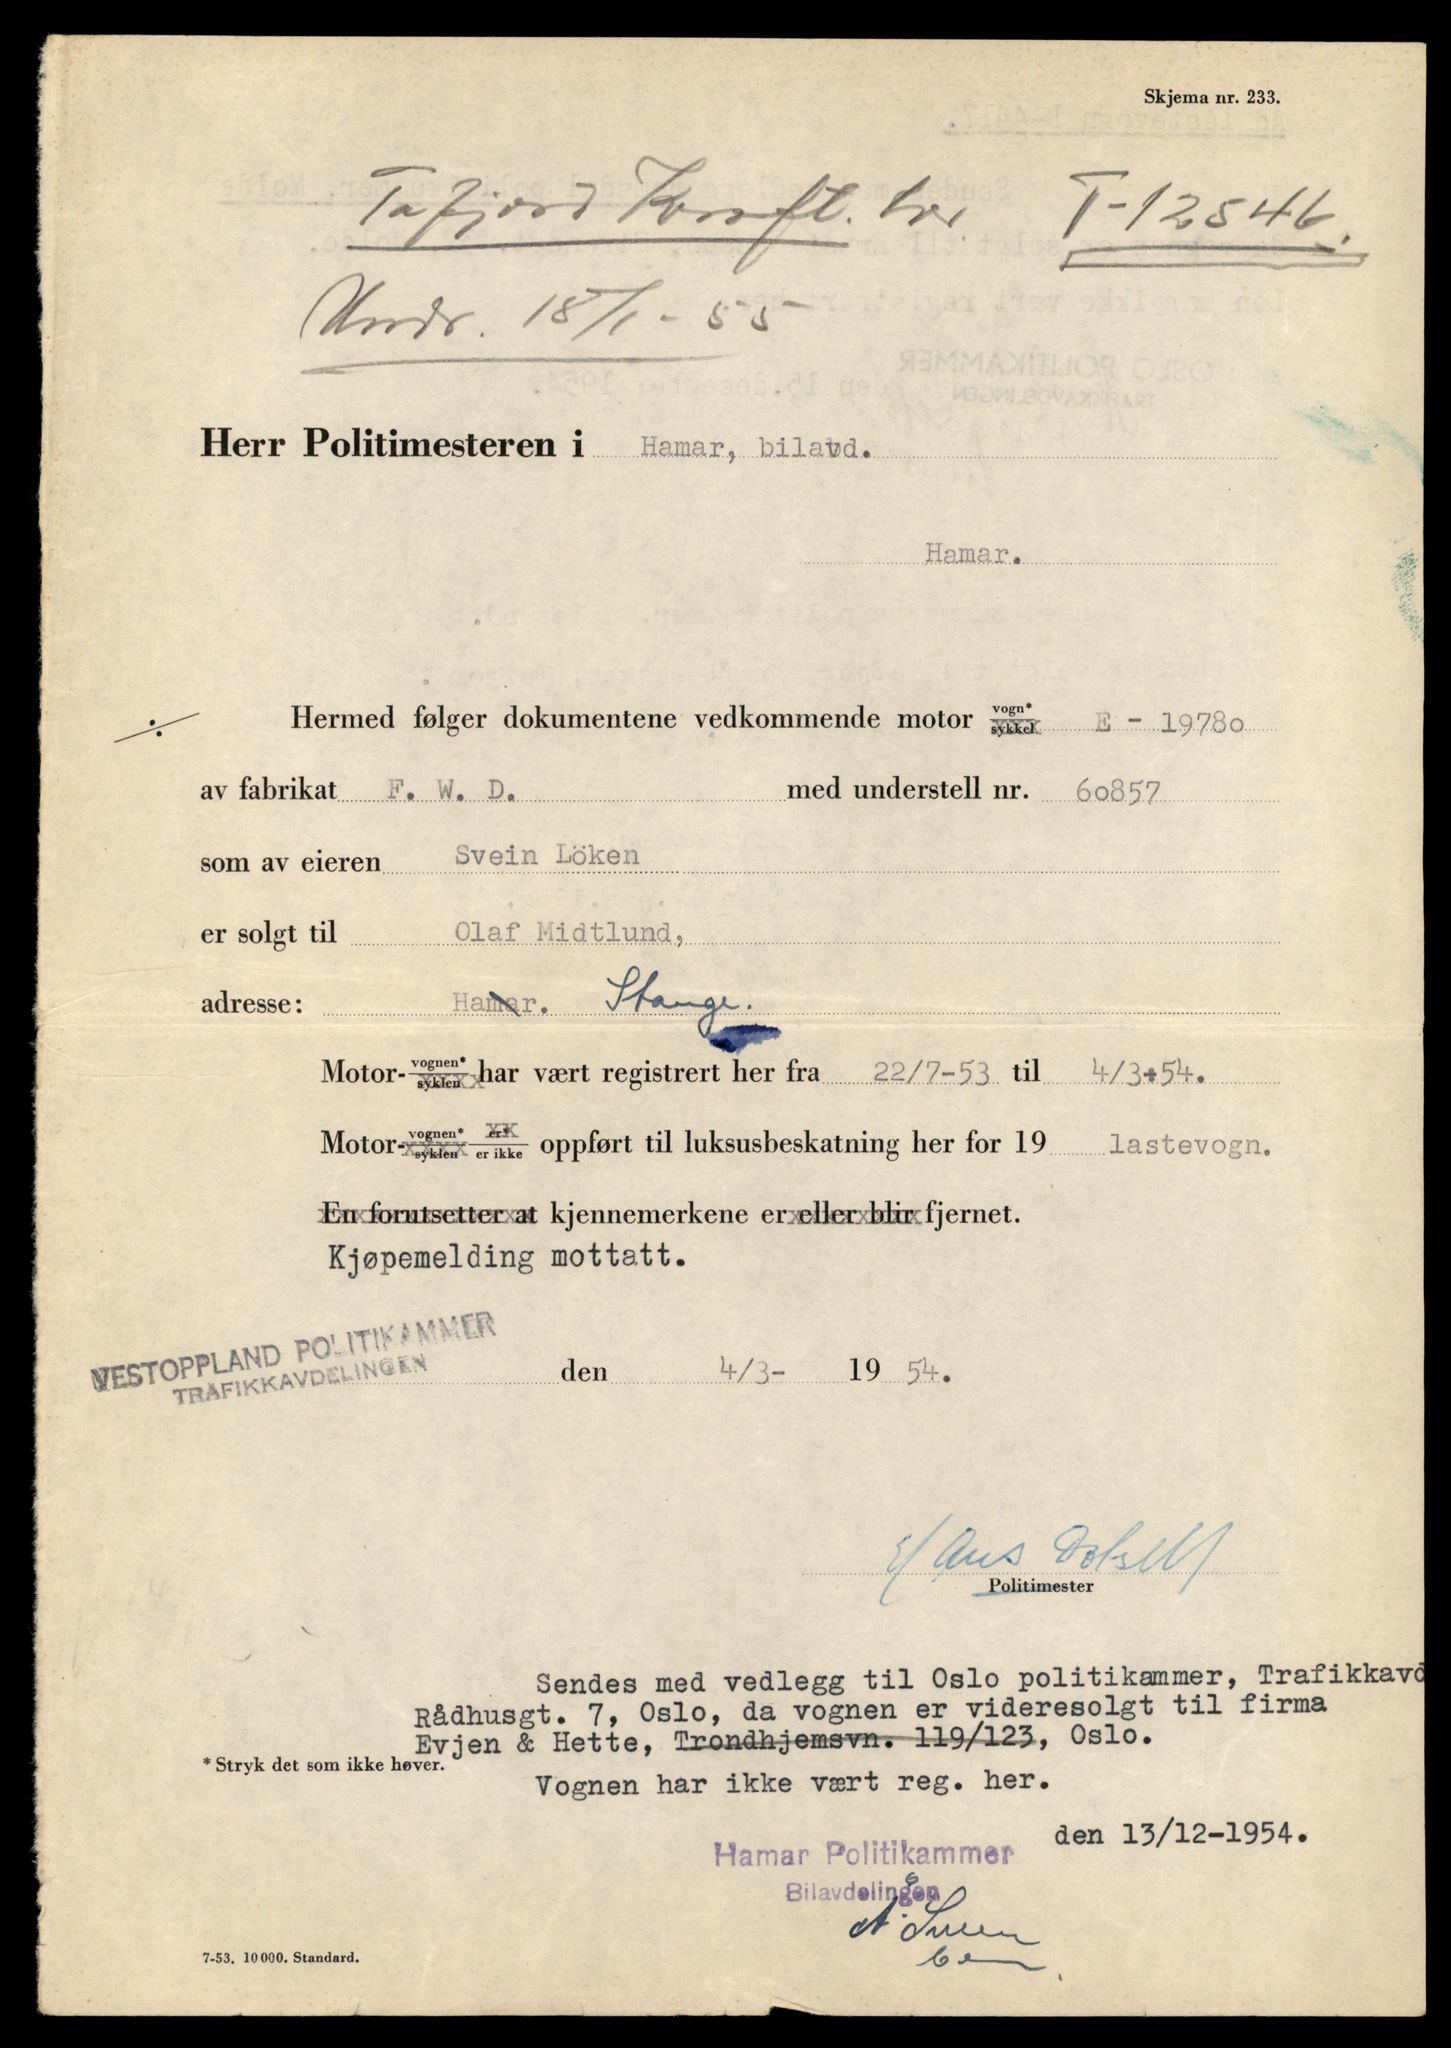 Skjema nr. 233.
Tafjord Kraftl. har T-12546.
Undr. 18/1-55
Herr Politimesteren i Hamar, bilavd.
Hamar.
Hermed følger dokumentene vedkommende motor vogn* sykkel E - 19780
av fabrikat F. W. D. med understell nr. 60857
som av eieren Svein Löken
er solgt til Olaf Midtlund,
adresse: Hamar. Stange.
Motor- vognen* syklen har vært registrert her fra 22/7-53 til 4/3-54.
Motor- vognen* syklen er* er ikke oppført til luksusbeskatning her for 19 lastevogn.
En forutsetter at kjennemerkene er eller blir fjernet.
Kjøpemelding mottatt.
VESTOPPLAND POLITIKAMMER
TRAFIKKAVDELINGEN
den 4/3- 19 54.
Politimester
Sendes med vedlegg til Oslo politikammer, Trafikkavd
Rådhusgt. 7, Oslo, da vognen er videresolgt til firma
Evjen & Hette, Trondhjemsvn. 119/123, Oslo.
* Stryk det som ikke høver.
Vognen har ikke vært reg. her.
den 13/12-1954.
Hamar Politikammer
Bilavdelingen
7-53. 10000. Standard.